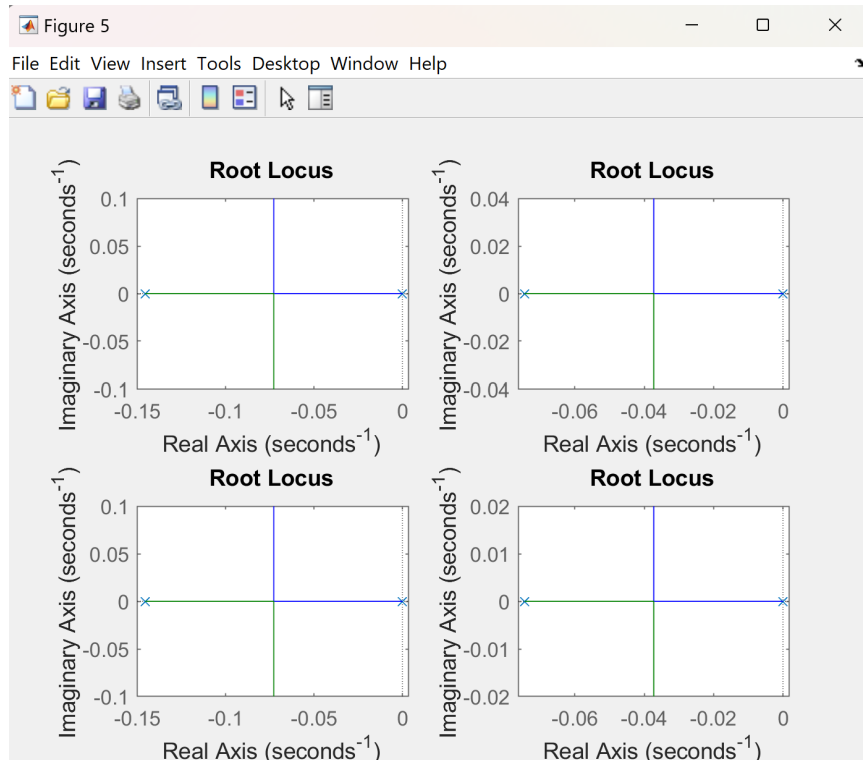 Figure 5
File Edit View Insert Tools Desktop Window Help
Root Locus
Imaginary Axis (seconds⁻¹)
0.1
0.05
0
-0.05
-0.1
-0.15 -0.1 -0.05 0
Real Axis (seconds⁻¹)
Root Locus
Imaginary Axis (seconds⁻¹)
0.04
0.02
0
-0.02
-0.04
-0.06 -0.04 -0.02 0
Real Axis (seconds⁻¹)
Root Locus
Imaginary Axis (seconds⁻¹)
0.1
0.05
0
-0.05
-0.1
-0.15 -0.1 -0.05 0
Real Axis (seconds⁻¹)
Root Locus
Imaginary Axis (seconds⁻¹)
0.02
0.01
0
-0.01
-0.02
-0.06 -0.04 -0.02 0
Real Axis (seconds⁻¹)